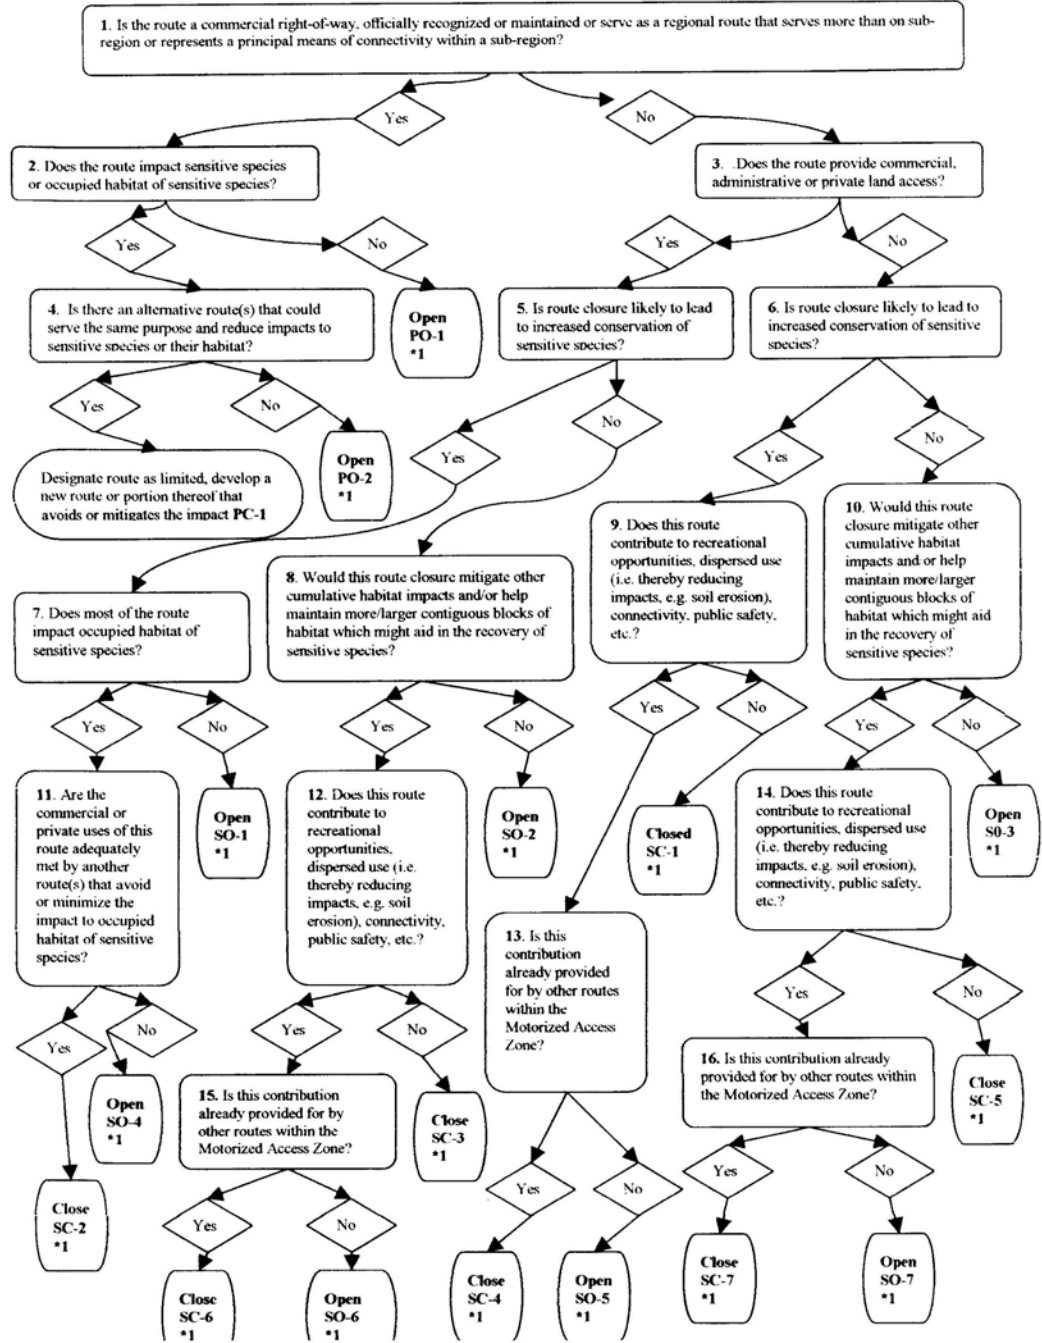 1. Is the route a commercial right-of-way, officially recognized or maintained or serve as a regional route that serves more than on sub-
region or represents a principal means of connectivity within a sub-region?
Yes
No
2. Does the route impact sensitive species
or occupied habitat of sensitive species?
3. .Does the route provide commercial,
administrative or private land access?
Yes
No
Yes
No
4. Is there an alternative route(s) that could
serve the same purpose and reduce impacts to
sensitive species or their habitat?
Open
PO-1
*1
5. Is route closure likely to lead
to increased conservation of
sensitive species?
6. Is route closure likely to lead to
increased conservation of sensitive
species?
Yes
No
Yes
No
Yes
No
Designate route as limited, develop a
new route or portion thereof that
avoids or mitigates the impact PC-1
Open
PO-2
*1
7. Does most of the route
impact occupied habitat of
sensitive species?
8. Would this route closure mitigate other
cumulative habitat impacts and/or help
maintain more/larger contiguous blocks of
habitat which might aid in the recovery of
sensitive species?
9. Does this route
contribute to recreational
opportunities, dispersed use
(i.e. thereby reducing
impacts, e.g. soil erosion),
connectivity, public safety,
etc.?
10. Would this route
closure mitigate other
cumulative habitat
impacts and/or help
maintain more/larger
contiguous blocks of
habitat which might aid
in the recovery of
sensitive species?
Yes
No
Yes
No
Yes
No
Yes
No
11. Are the
commercial or
private uses of this
route adequately
met by another
route(s) that avoid
or minimize the
impact to occupied
habitat of sensitive
species?
Open
SO-1
*1
12. Does this route
contribute to
recreational
opportunities,
dispersed use (i.e.
thereby reducing
impacts, e.g. soil
erosion), connectivity,
public safety, etc.?
Open
SO-2
*1
Closed
SC-1
*1
14. Does this route
contribute to recreational
opportunities, dispersed use
(i.e. thereby reducing
impacts, e.g. soil erosion),
connectivity, public safety,
etc.?
Open
S0-3
*1
13. Is this
contribution
already provided
for by other routes
within the
Motorized Access
Zone?
Yes
No
Yes
No
Yes
No
Open
SO-4
*1
15. Is this contribution
already provided for by
other routes within the
Motorized Access Zone?
Close
SC-3
*1
16. Is this contribution already
provided for by other routes within
the Motorized Access Zone?
Close
SC-5
*1
Close
SC-2
*1
Yes
No
Yes
No
Yes
No
Close
SC-6
*1
Open
SO-6
*1
Close
SC-4
*1
Open
SO-5
*1
Close
SC-7
*1
Open
SO-7
*1